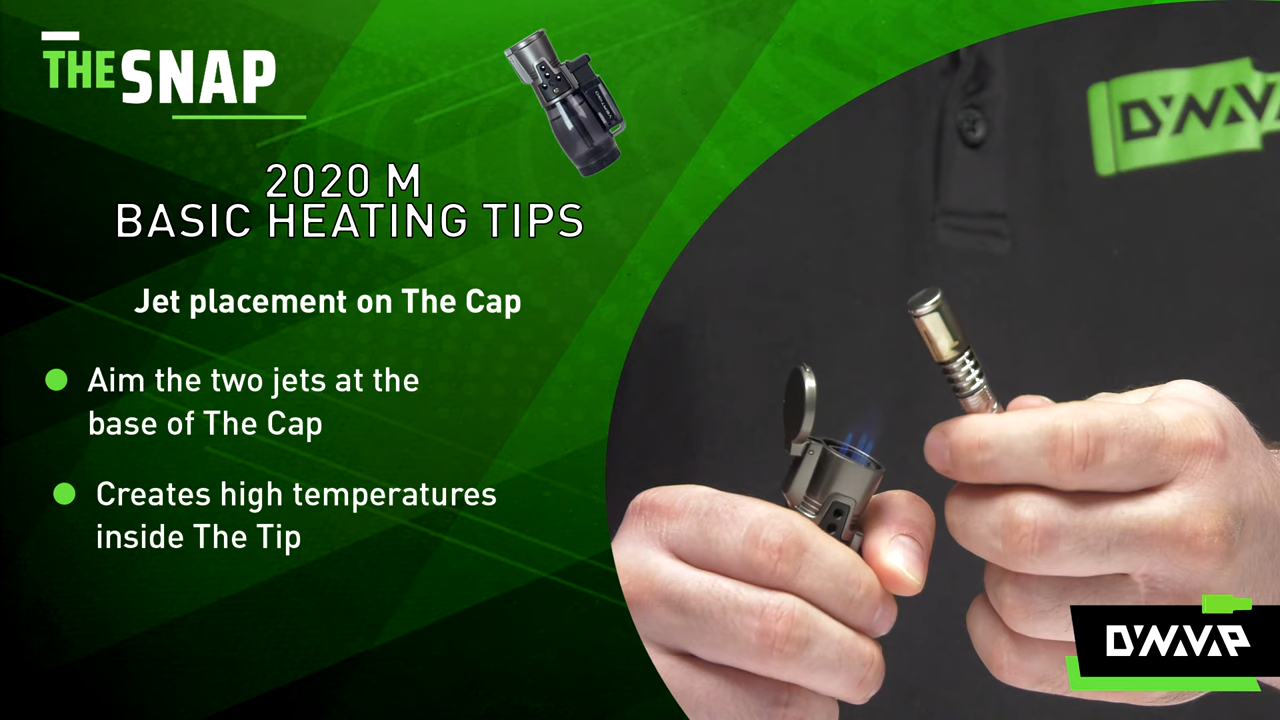 THE SNAP
2020 M
BASIC HEATING TIPS
Jet placement on The Cap
Aim the two jets at the
base of The Cap
Creates high temperatures
inside The Tip
DYNAV
DYNAVAP